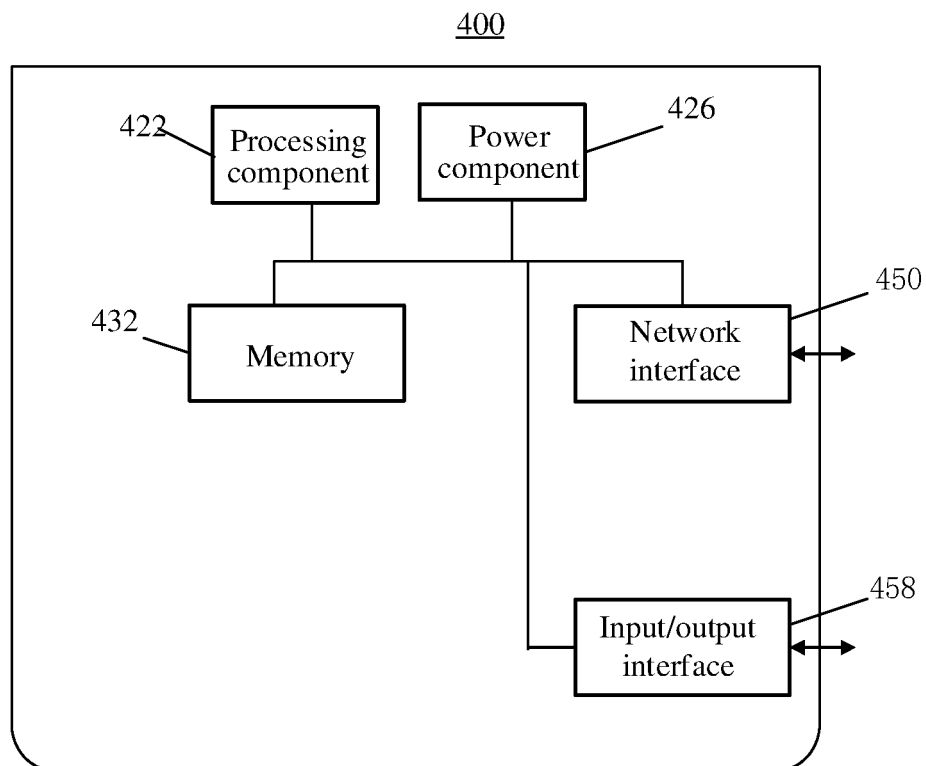 400
422
Processing
component
Power
component
426
432
Memory
Network
interface
450
Input/output
interface
458